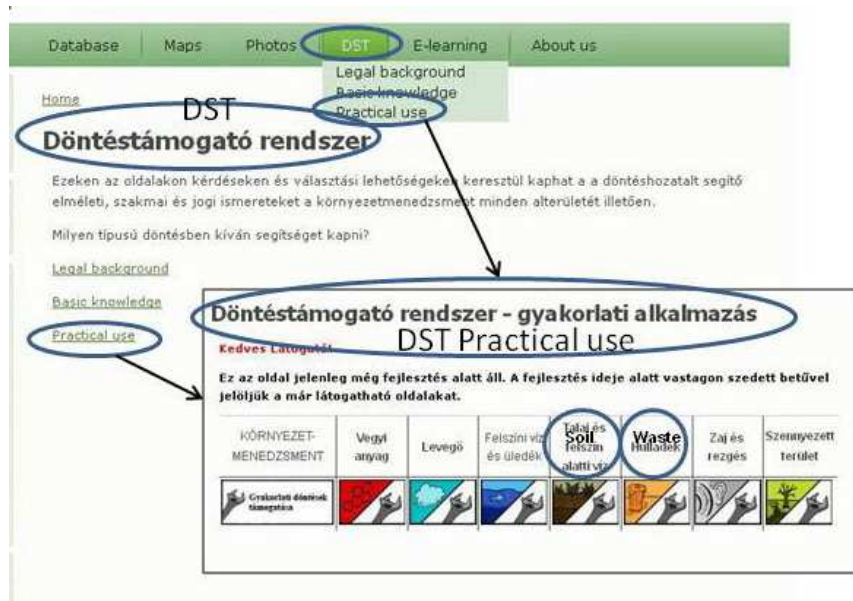 Database Maps Photos DST E-learning About us
Legal background
Basic knowledge
Practical use
Home
DST
Döntéstámogató rendszer
Ezeken az oldalakon kérdéseken és választási lehetőségeken keresztül kaphat a a döntéshozatalt segítő
elméleti, szakmai és jogi ismereteket a környezetmenedzsment minden alterületét illetően.
Milyen típusú döntésben kíván segítséget kapni?
Legal background
Basic knowledge
Practical use
Döntéstámogató rendszer - gyakorlati alkalmazás
DST Practical use
Kedves Látogató!
Ez az oldal jelenleg még fejlesztés alatt áll. A fejlesztés ideje alatt vastagon szedett betűvel
jelöljük a már látogatható oldalakat.
KÖRNYEZET-
MENEDZSMENT
Vegyi
anyag
Levegő
Felszíni víz
és üledék
Talaj és
felszín
alatti víz
Soil
Hulladék
Waste
Zaj és
rezgés
Szennyezett
terület
Gyakorlati döntések
támogatása